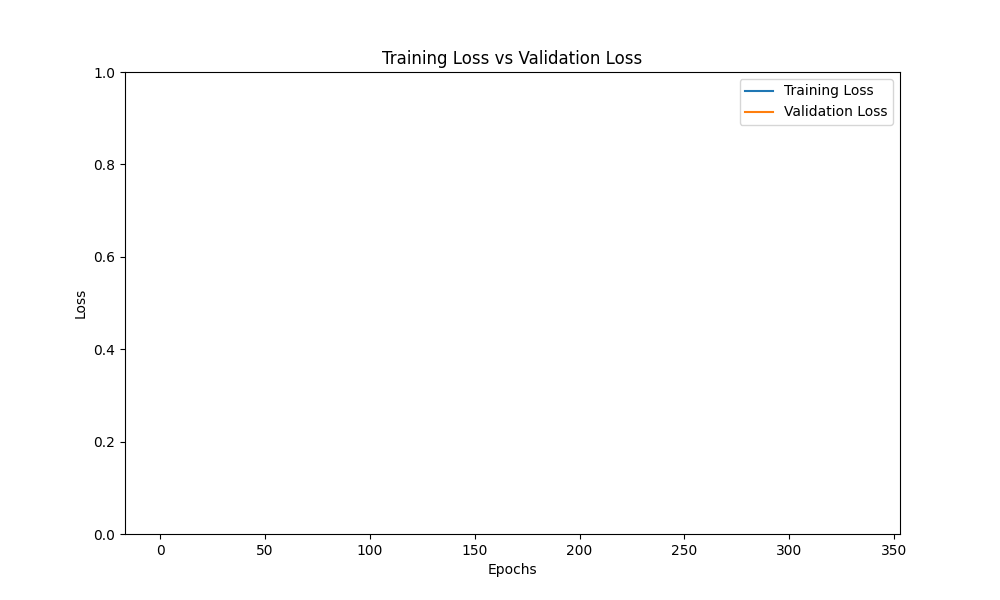 Training Loss vs Validation Loss
Training Loss
Validation Loss
1.0
0.8
0.6
0.4
0.2
0.0
Loss
0 50 100 150 200 250 300 350
Epochs